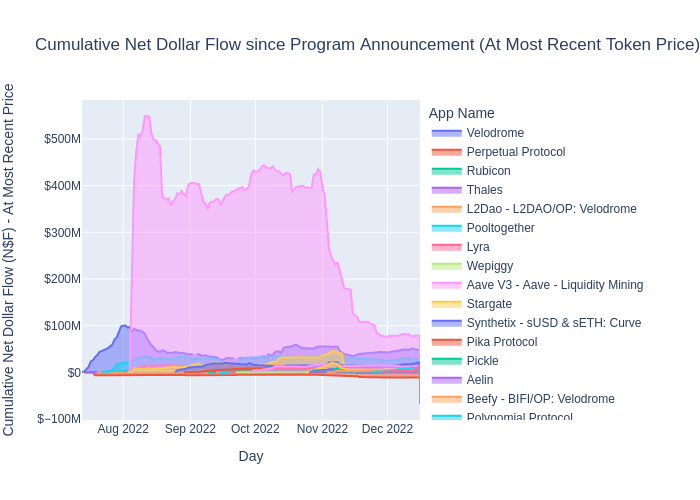 Cumulative Net Dollar Flow since Program Announcement (At Most Recent Token Price)
Cumulative Net Dollar Flow (N$F) - At Most Recent Price
$500M
$400M
$300M
$200M
$100M
$0
$−100M
Aug 2022
Sep 2022
Oct 2022
Nov 2022
Dec 2022
Day
App Name
Velodrome
Perpetual Protocol
Rubicon
Thales
L2Dao - L2DAO/OP: Velodrome
Pooltogether
Lyra
Wepiggy
Aave V3 - Aave - Liquidity Mining
Stargate
Synthetix - sUSD & sETH: Curve
Pika Protocol
Pickle
Aelin
Beefy - BIFI/OP: Velodrome
Polynomial Protocol